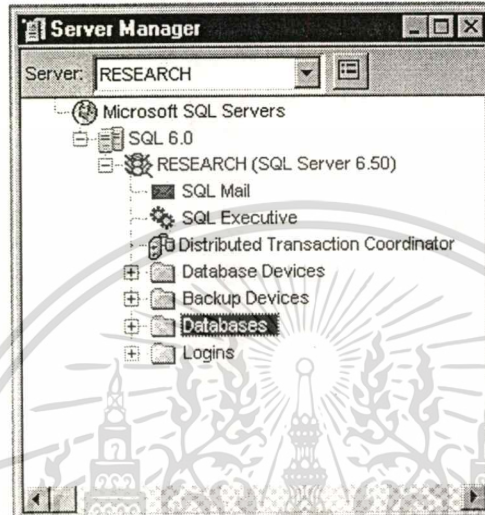 Server Manager
Server: RESEARCH
Microsoft SQL Servers
SQL 6.0
RESEARCH (SQL Server 6.50)
SQL Mail
SQL Executive
Distributed Transaction Coordinator
Database Devices
Backup Devices
Databases
Logins